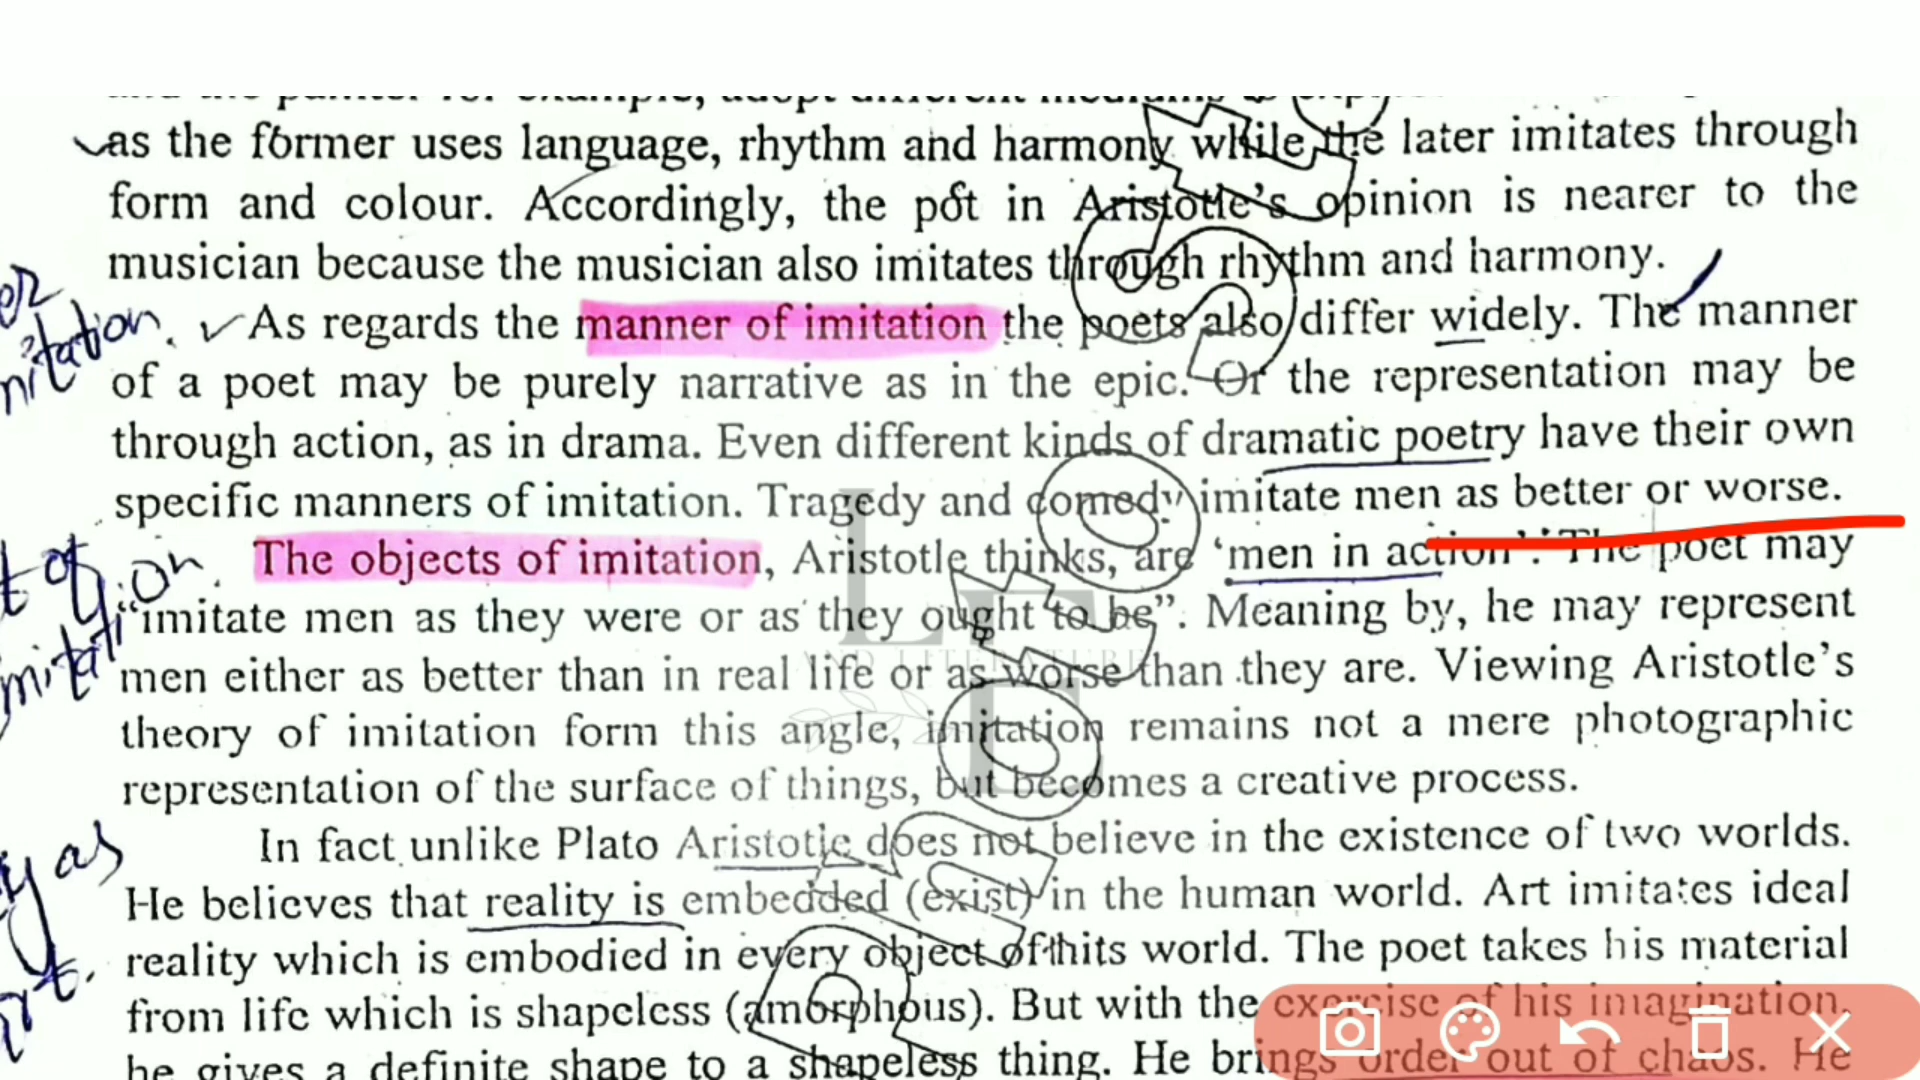 as the former uses language, rhythm and harmony while the later imitates through
form and colour. Accordingly, the pot in Aristotle's opinion is nearer to the
musician because the musician also imitates through rhythm and harmony.
As regards the manner of imitation the poets also differ widely. The manner
of a poet may be purely narrative as in the epic. Or the representation may be
through action, as in drama. Even different kinds of dramatic poetry have their own
specific manners of imitation. Tragedy and comedy imitate men as better or worse.
The objects of imitation, Aristotle thinks, are 'men in action'. The poet may
"imitate men as they were or as they ought to be". Meaning by, he may represent
men either as better than in real life or as worse than they are. Viewing Aristotle's
theory of imitation form this angle, imitation remains not a mere photographic
representation of the surface of things, but becomes a creative process.
In fact unlike Plato Aristotle does not believe in the existence of two worlds.
He believes that reality is embedded (exist) in the human world. Art imitates ideal
reality which is embodied in every object of thits world. The poet takes his material
from life which is shapeless (amorphous). But with the exercise of his imagination,
he gives a definite shape to a shapeless thing. He brings order out of chaos. He